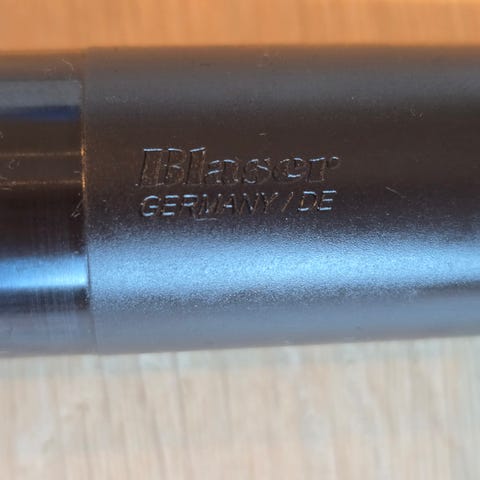 Blaser
GERMANY / DE